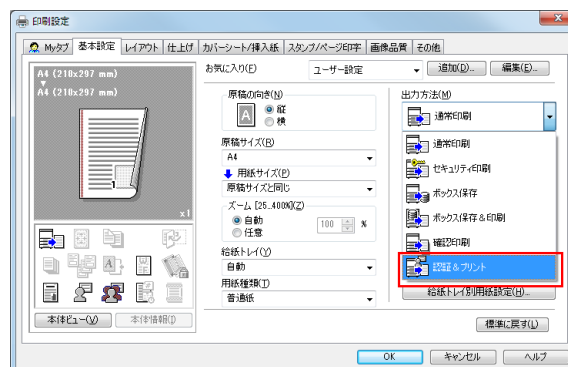 印刷設定
Myタブ 基本設定 レイアウト 仕上げ カバーシート/挿入紙 スタンプ/ページ印字 画像品質 その他
A4 (210x297 mm)
A4 (210x297 mm)
1
x1
本体ビュー(V) 本体情報(I)
お気に入り(F) ユーザー設定 追加(D)... 編集(E)...
原稿の向き(N)
A
縦
横
原稿サイズ(R)
A4
用紙サイズ(P)
原稿サイズと同じ
ズーム [25..400%](Z)
自動
任意
100 %
給紙トレイ(Y)
自動
用紙種類(T)
普通紙
出力方法(M)
通常印刷
通常印刷
セキュリティ印刷
ボックス保存
ボックス保存&印刷
確認印刷
認証&プリント
給紙トレイ別用紙設定(H)...
標準に戻す(L)
OK キャンセル ヘルプ